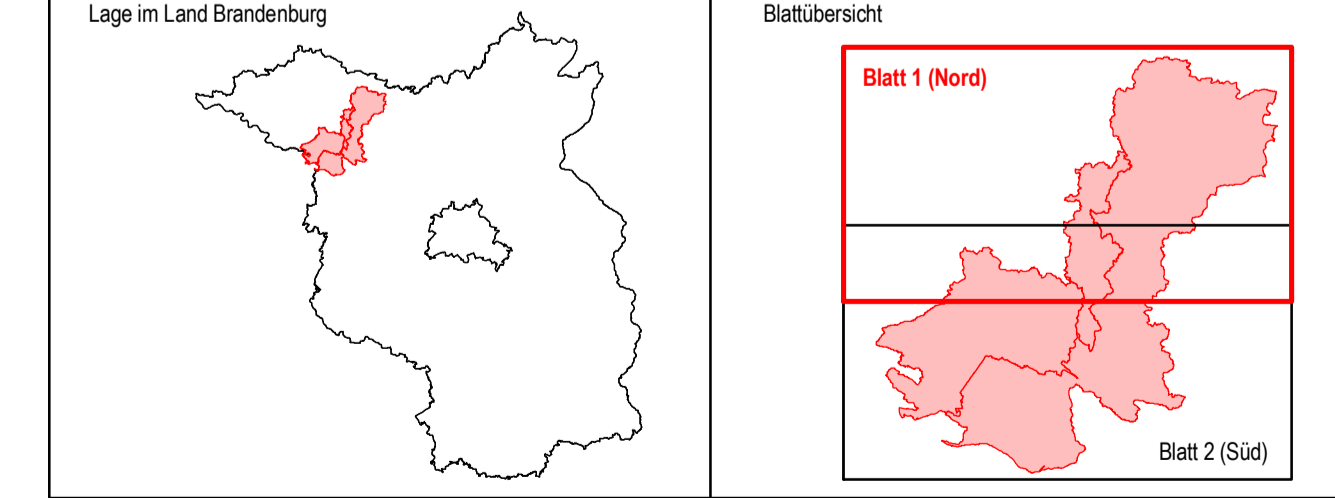 Lage im Land Brandenburg
Blattübersicht
Blatt 1 (Nord)
Blatt 2 (Süd)